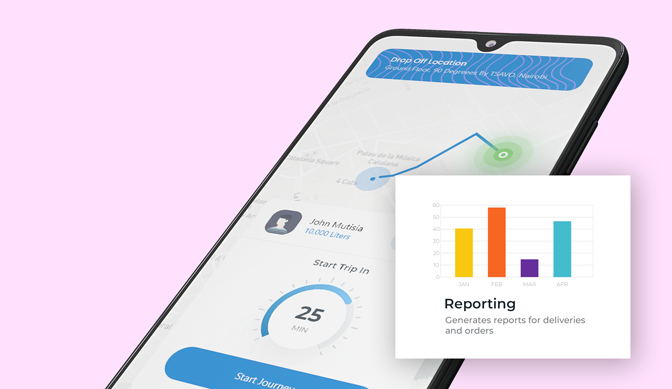 Drop Off Location
Ground Floor, 90 Degrees By TSAVO, Nairobi
Palau de la Música
Catalana
Catalonia Square
4 Cats
John Mutisia
10,000 Liters
Start Trip In
25
MIN
Start Journey
60
50
40
30
20
10
0
JAN
FEB
MAR
APR
Reporting
Generates reports for deliveries
and orders